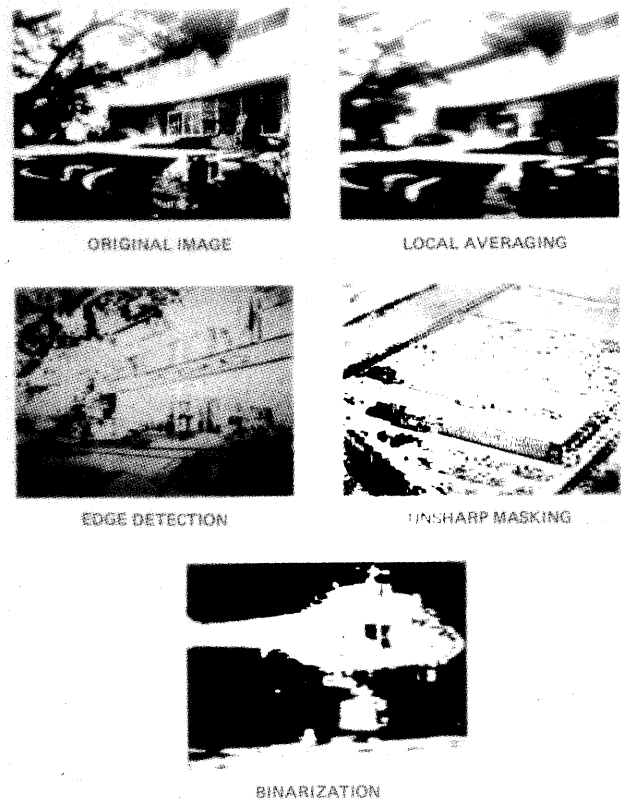 ORIGINAL IMAGE
LOCAL AVERAGING
EDGE DETECTION
UNSHARP MASKING
BINARIZATION